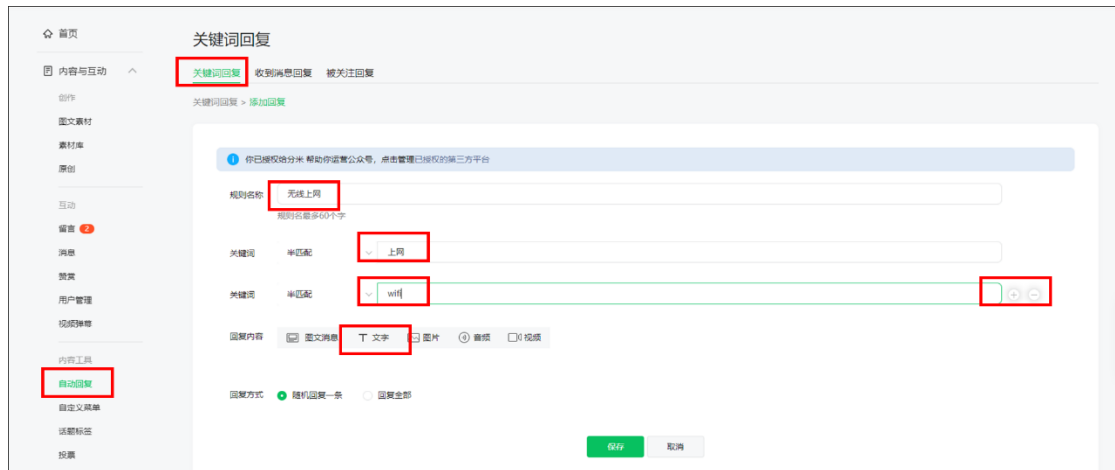 首页
关键词回复
内容与互动
关键词回复 收到消息回复 被关注回复
创作
关键词回复 > 添加回复
图文素材
素材库
你已授权给分米 帮助你运营公众号，点击管理已授权的第三方平台
原创
规则名称 无线上网
互动
规则名最多60个字
留言 2
消息
关键词 半匹配 上网
赞赏
用户管理
关键词 半匹配 wifi
视频弹幕
回复内容 图文消息 文字 图片 音频 视频
内容工具
自动回复
回复方式 随机回复一条 回复全部
自定义菜单
话题标签
保存 取消
投票